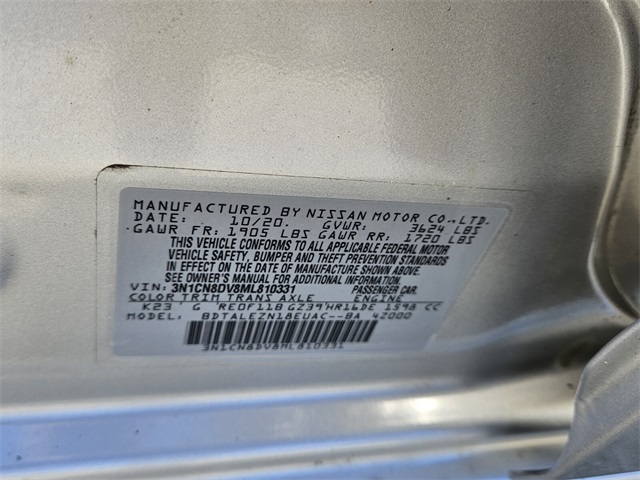 MANUFACTURED BY NISSAN MOTOR CO.,LTD.
DATE: 10/20. GVWR: 3624 LBS
GAWR FR: 1905 LBS GAWR RR: 1720 LBS
THIS VEHICLE CONFORMS TO ALL APPLICABLE FEDERAL MOTOR
VEHICLE SAFETY, BUMPER AND THEFT PREVENTION STANDARDS
IN EFFECT ON THE DATE OF MANUFACTURE SHOWN ABOVE.
SEE OWNER'S MANUAL FOR ADDITIONAL INFORMATION.
VIN: 3N1CN8DV8ML810331 PASSENGER CAR.
COLOR TRIM TRANS AXLE ENGINE
K23 G RE0F11B GZ39 HR16DE 1598 CC
MODEL: BDTALEZN18EUAC--BA 42000
3N1CN8DV8ML810331